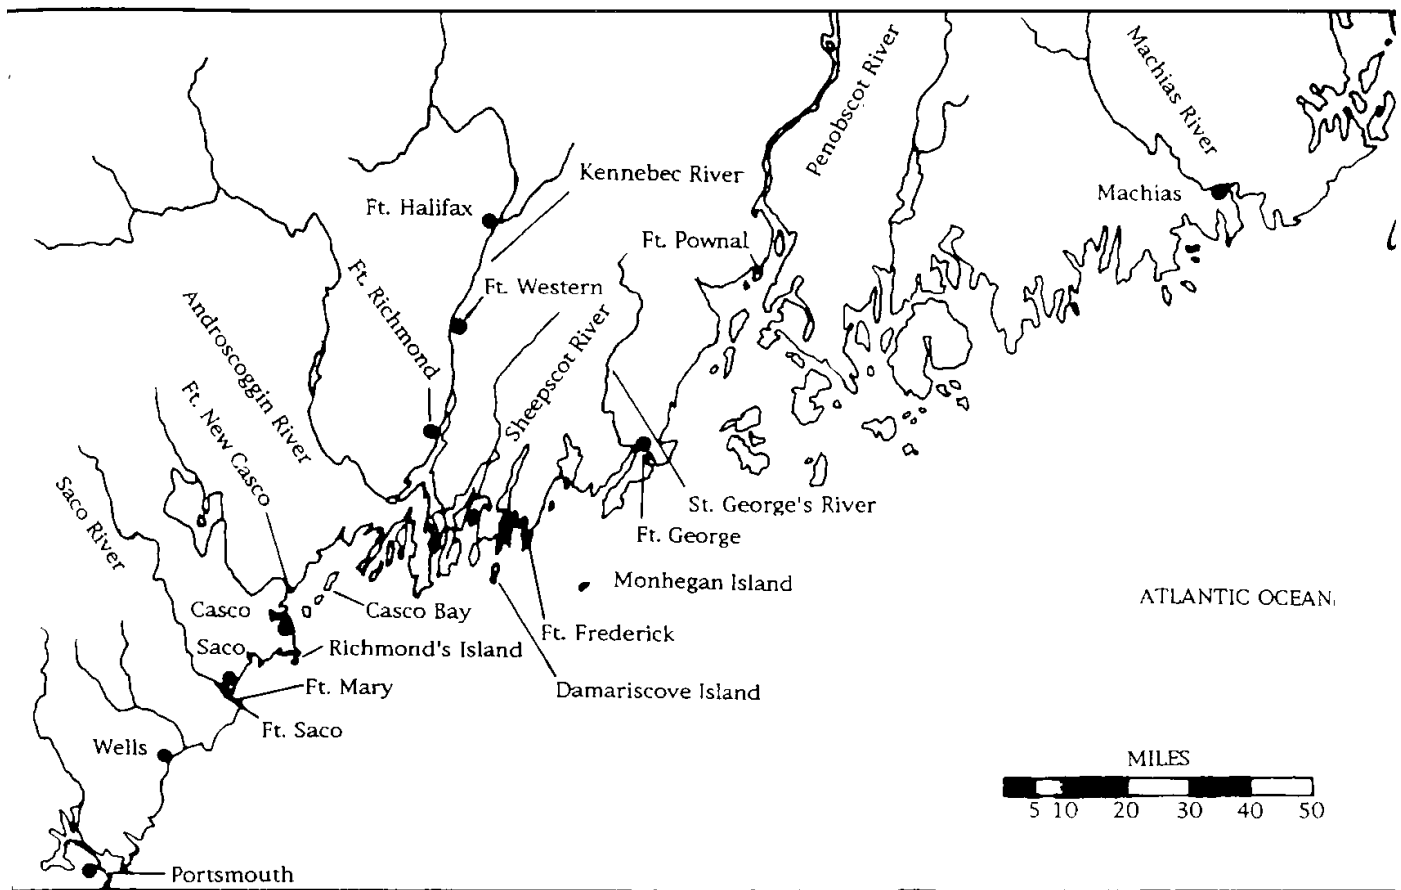 Penobscot River
Machias River
Kennebec River
Machias
Ft. Halifax
Ft. Pownal
Ft. Richmond
Ft. Western
Androscoggin River
Sheepscot River
Ft. New Casco
Saco River
St. George's River
Ft. George
Monhegan Island
ATLANTIC OCEAN
Casco
Casco Bay
Ft. Frederick
Saco
Richmond's Island
Ft. Mary
Damariscove Island
Ft. Saco
Wells
MILES
5 10 20 30 40 50
Portsmouth